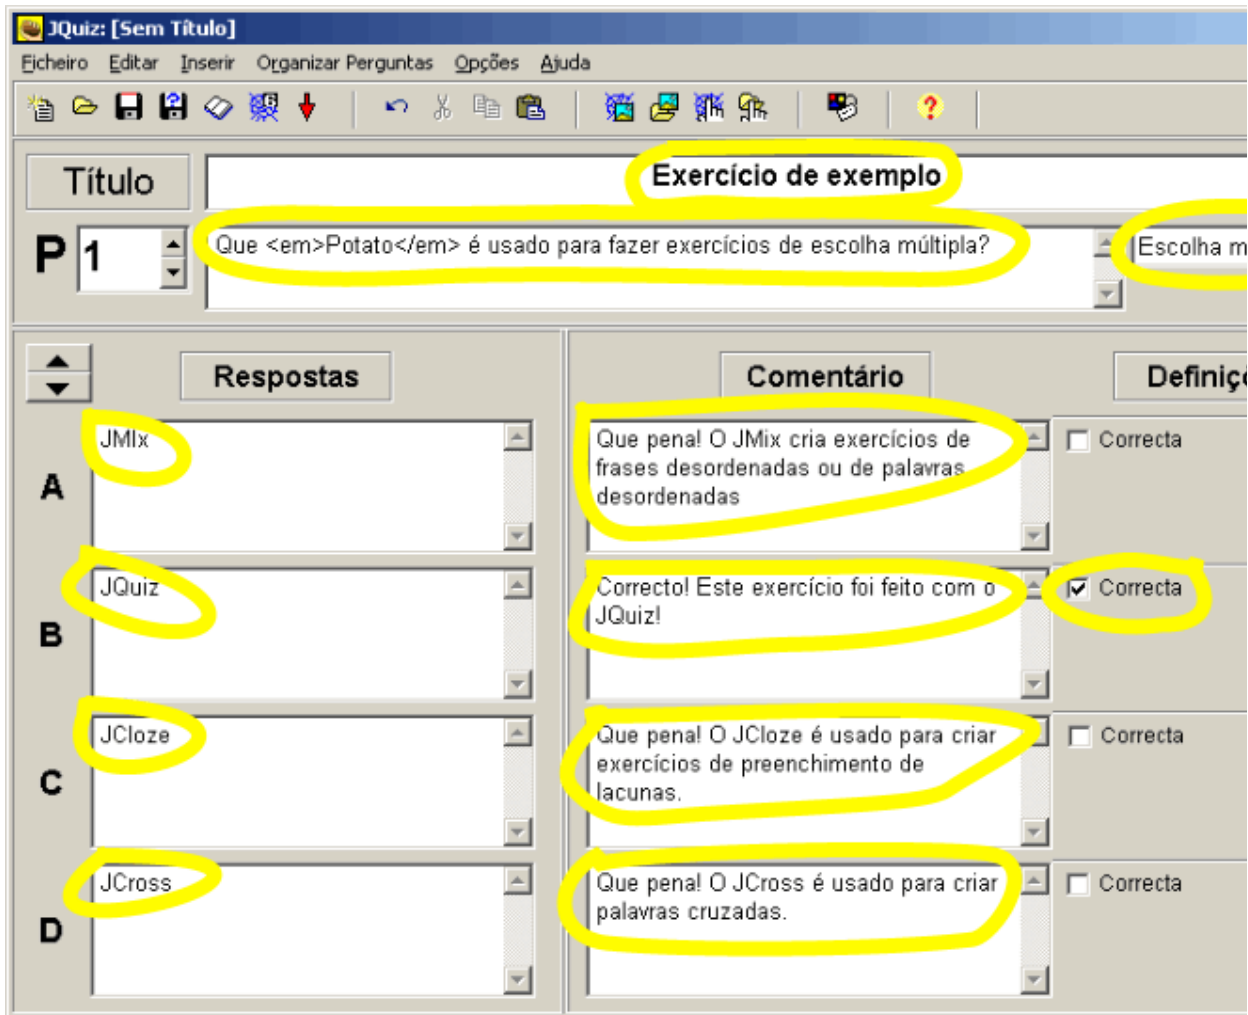 JQuiz: [Sem Título]
Ficheiro Editar Inserir Organizar Perguntas Opções Ajuda
Título
Exercício de exemplo
P 1
Que <em>Potato</em> é usado para fazer exercícios de escolha múltipla?
Escolha m
Respostas
Comentário
Definiç
A
JMIx
Que pena! O JMix cria exercícios de
frases desordenadas ou de palavras
desordenadas
Correcta
B
JQuiz
Correcto! Este exercício foi feito com o
JQuiz!
Correcta
C
JCloze
Que pena! O JCloze é usado para criar
exercícios de preenchimento de
lacunas.
Correcta
D
JCross
Que pena! O JCross é usado para criar
palavras cruzadas.
Correcta